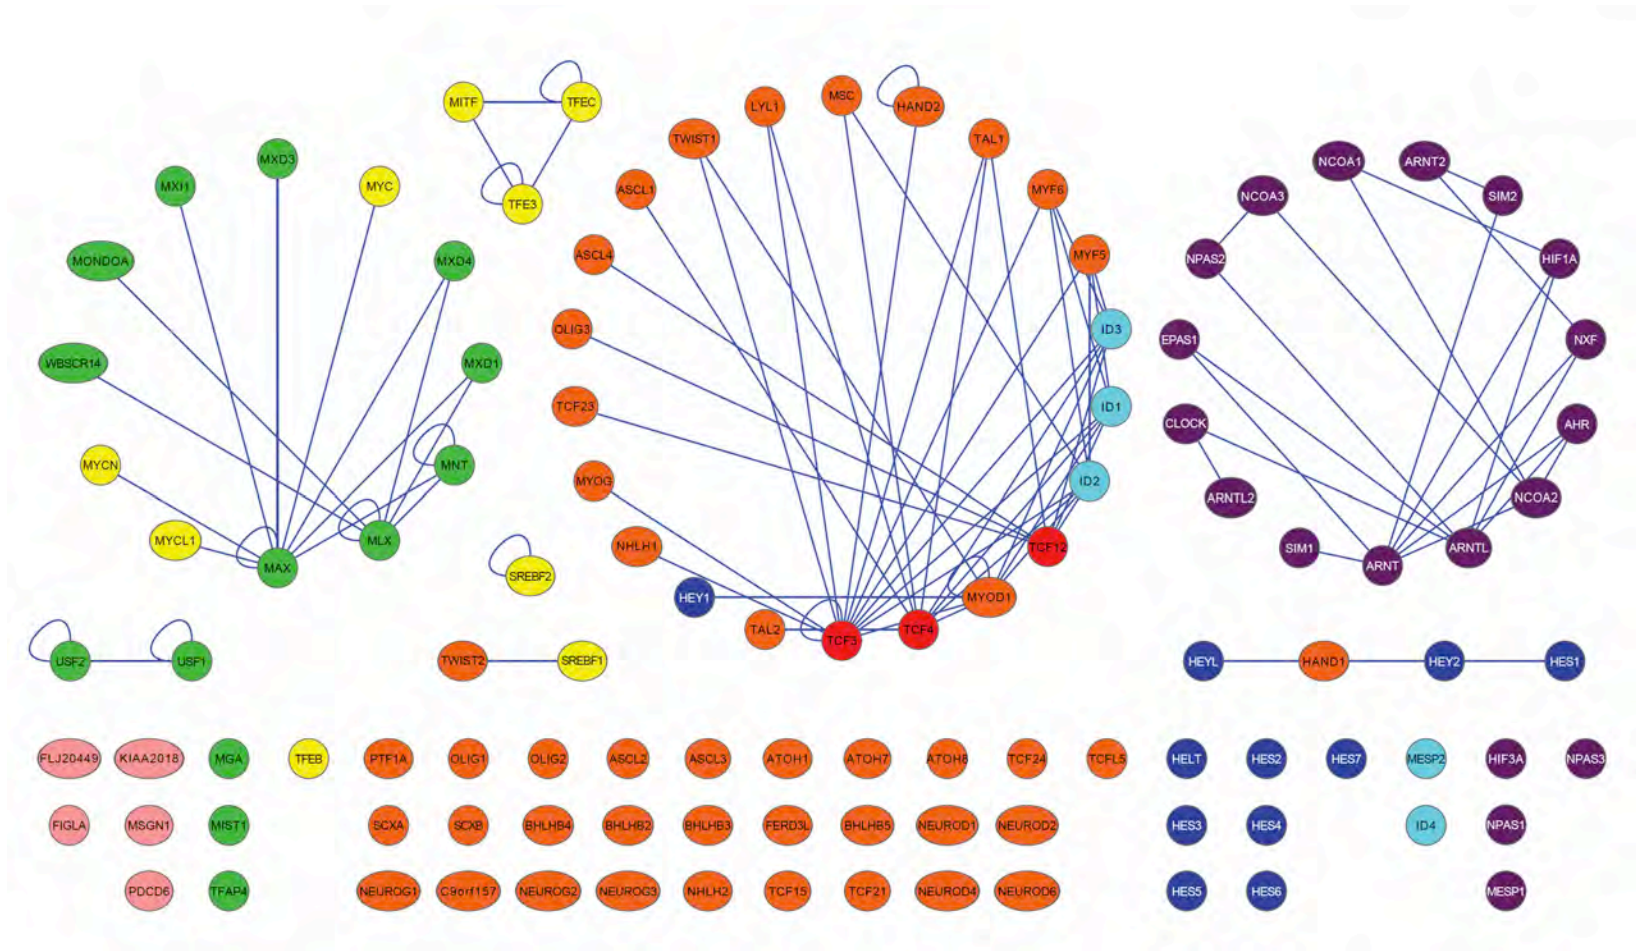 MITF
TFEC
TFE3
MXD3
MXI1
MYC
MONDOA
MXD4
WBSCR14
MXD1
MYCN
MNT
MYCL1
MLX
MAX
SREBF2
USF2
USF1
TWIST2
SREBF1
LYL1
MSC
HAND2
TWIST1
TAL1
ASCL1
MYF6
ASCL4
MYF5
OLIG3
ID3
TCF23
ID1
MYOG
ID2
NHLH1
TCF12
HEY1
MYOD1
TAL2
TCF3
TCF4
NCOA1
ARNT2
NCOA3
SIM2
NPAS2
HIF1A
EPAS1
NXF
CLOCK
AHR
ARNTL2
NCOA2
SIM1
ARNT
ARNTL
HEYL
HAND1
HEY2
HES1
FLJ20449 KIAA2018 MGA TFEB PTF1A OLIG1 OLIG2 ASCL2 ASCL3 ATOH1 ATOH7 ATOH8 TCF24 TCFL5 HELT HES2 HES7 MESP2 HIF3A NPAS3
FIGLA MSGN1 MIST1 SCXA SCXB BHLHB4 BHLHB2 BHLHB3 FERD3L BHLHB5 NEUROD1 NEUROD2 HES3 HES4 ID4 NPAS1
PDCD6 TFAP4 NEUROG1 C9orf157 NEUROG2 NEUROG3 NHLH2 TCF15 TCF21 NEUROD4 NEUROD6 HES5 HES6 MESP1